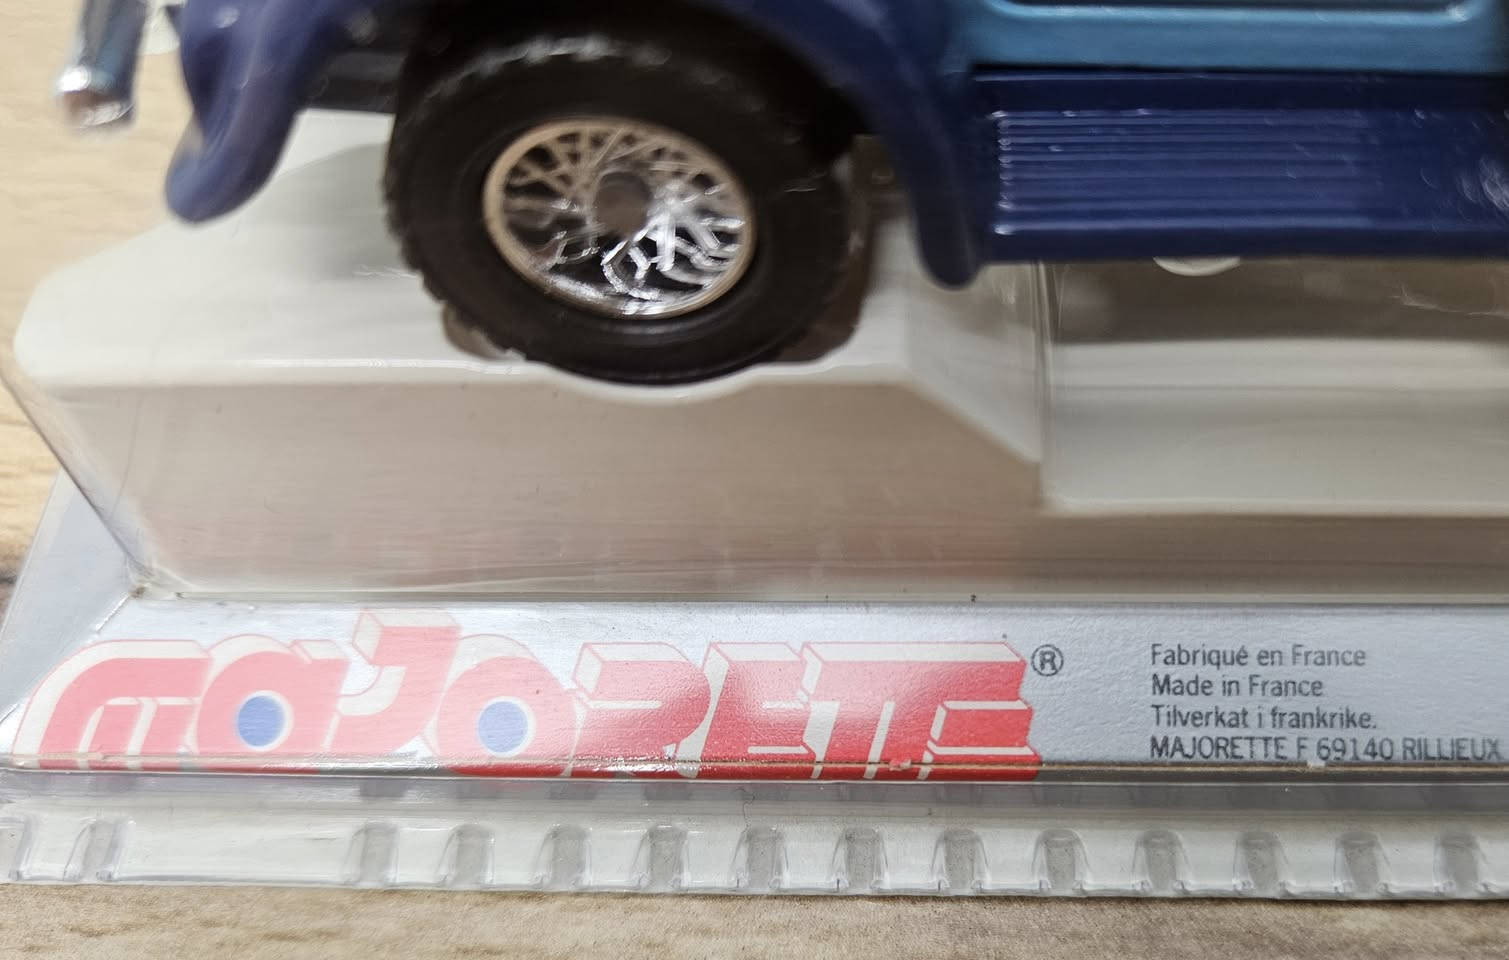 MAJORETTE ®
Fabriqué en France
Made in France
Tilverkat i frankrike.
MAJORETTE F 69140 RILLIEUX